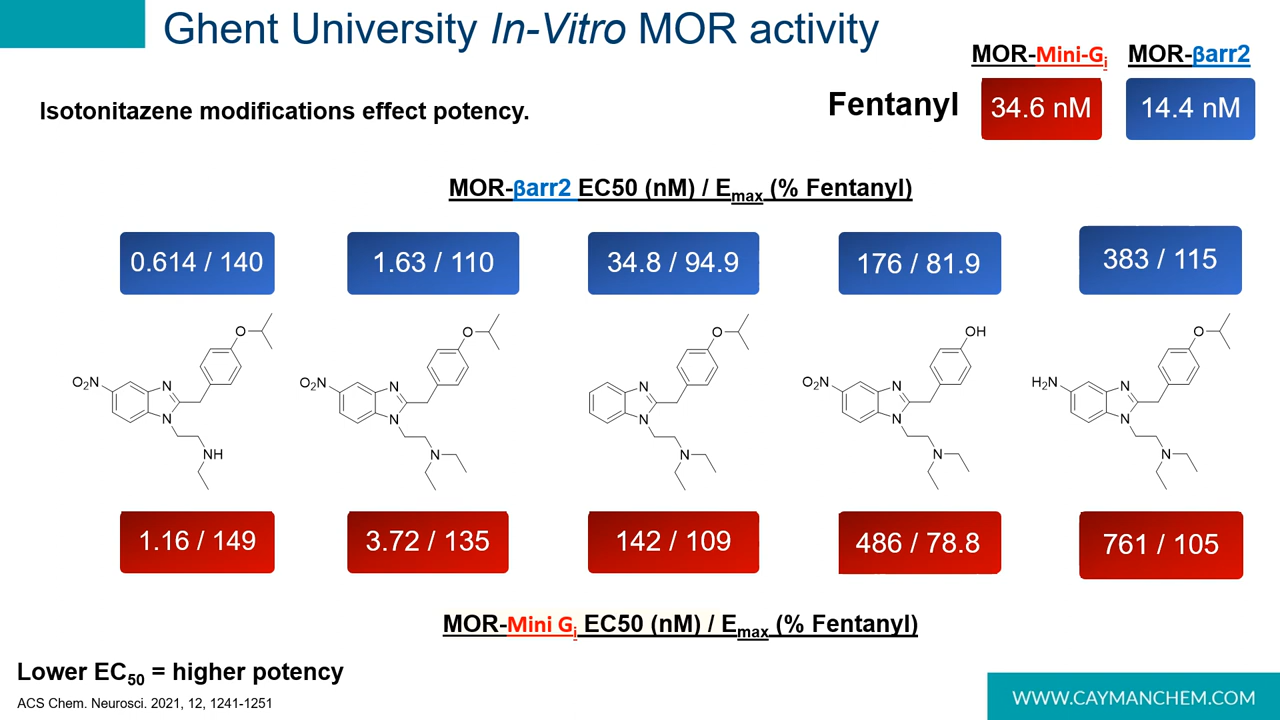 Ghent University In-Vitro MOR activity
MOR-Mini-Gi MOR-βarr2
Isotonitazene modifications effect potency.
Fentanyl 34.6 nM 14.4 nM
MOR-βarr2 EC50 (nM) / Emax (% Fentanyl)
0.614 / 140 1.63 / 110 34.8 / 94.9 176 / 81.9 383 / 115
O O O OH O
O2N N O2N N N O2N N H2N N
N N N N N
NH N N N N
1.16 / 149 3.72 / 135 142 / 109 486 / 78.8 761 / 105
MOR-Mini Gi EC50 (nM) / Emax (% Fentanyl)
Lower EC50 = higher potency
ACS Chem. Neurosci. 2021, 12, 1241-1251
WWW.CAYMANCHEM.COM